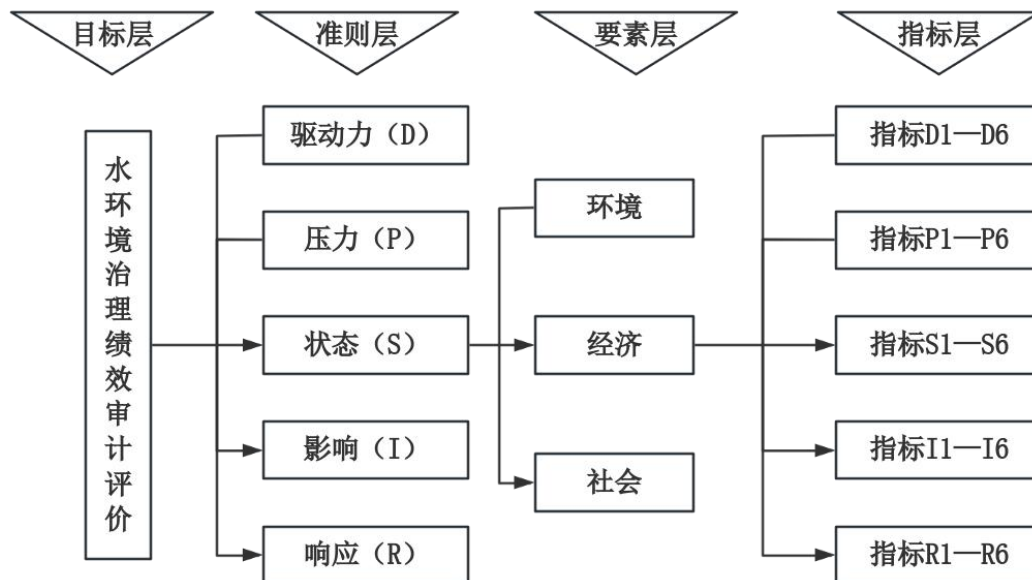 目标层
准则层
要素层
指标层
水环境治理绩效审计评价
驱动力（D）
压力（P）
状态（S）
影响（I）
响应（R）
环境
经济
社会
指标D1—D6
指标P1—P6
指标S1—S6
指标I1—I6
指标R1—R6